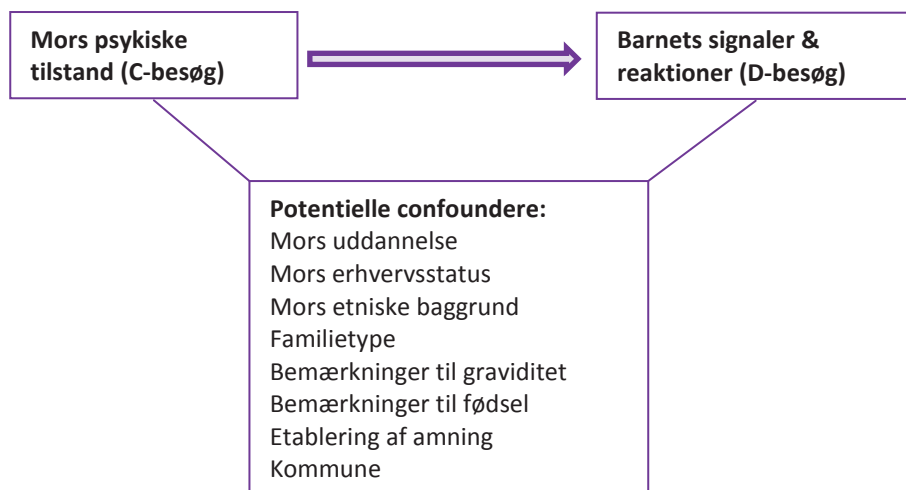 Mors psykiske
tilstand (C-besøg)
Barnets signaler &
reaktioner (D-besøg)
Potentielle confoundere:
Mors uddannelse
Mors erhvervsstatus
Mors etniske baggrund
Familietype
Bemærkninger til graviditet
Bemærkninger til fødsel
Etablering af amning
Kommune